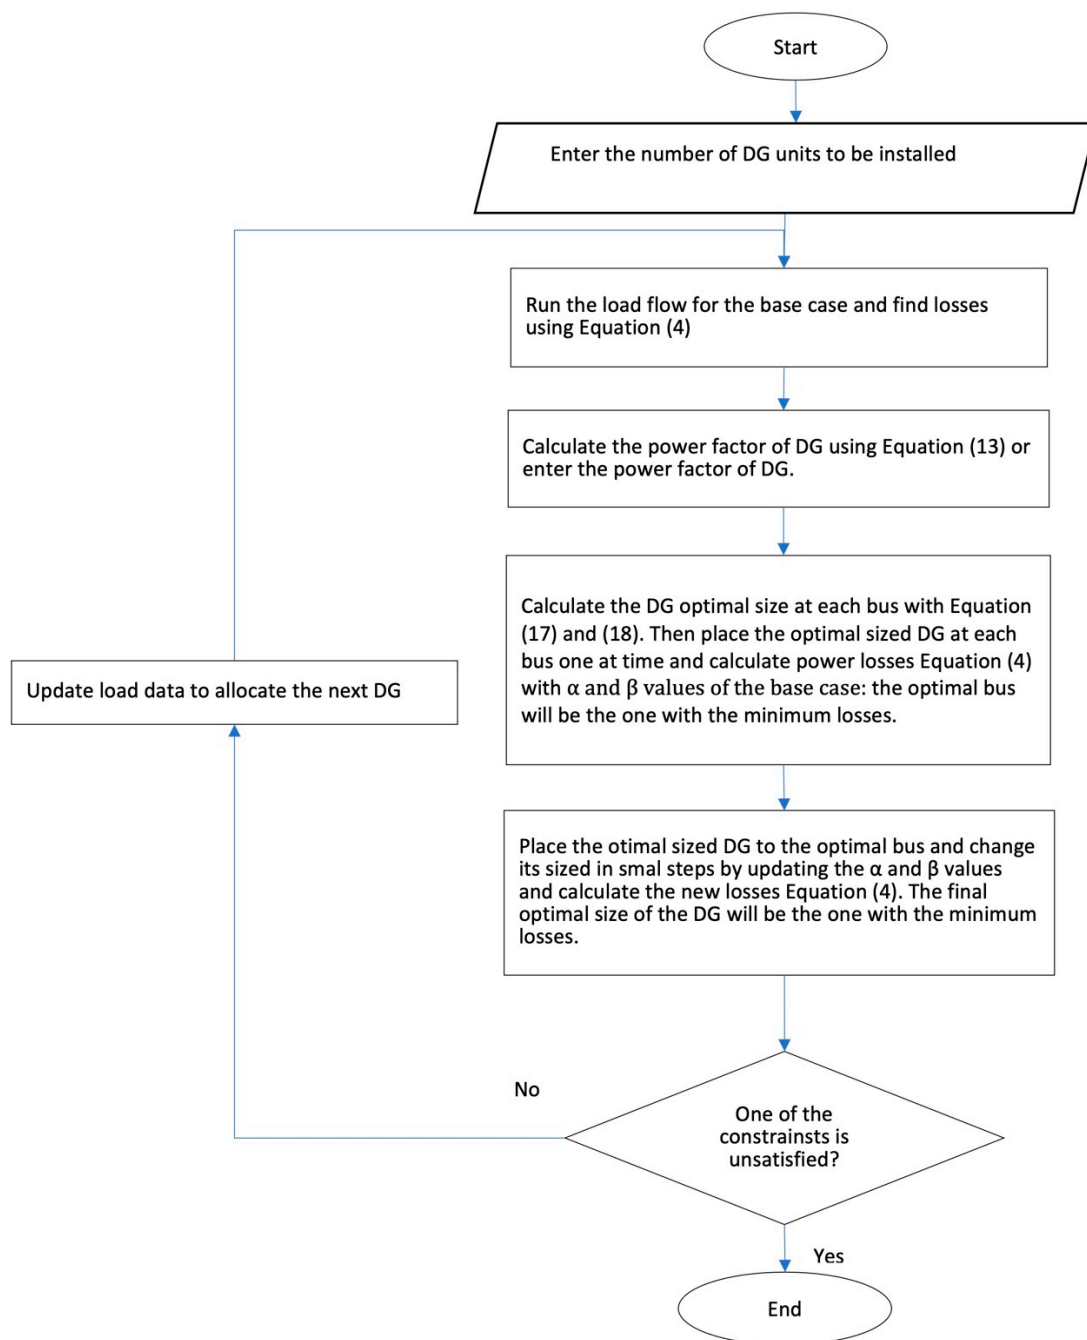 Start
Enter the number of DG units to be installed
Run the load flow for the base case and find losses
using Equation (4)
Calculate the power factor of DG using Equation (13) or
enter the power factor of DG.
Calculate the DG optimal size at each bus with Equation
(17) and (18). Then place the optimal sized DG at each
bus one at time and calculate power losses Equation (4)
with α and β values of the base case: the optimal bus
will be the one with the minimum losses.
Update load data to allocate the next DG
Place the otimal sized DG to the optimal bus and change
its sized in smal steps by updating the α and β values
and calculate the new losses Equation (4). The final
optimal size of the DG will be the one with the minimum
losses.
No
One of the
constrainsts is
unsatisfied?
Yes
End